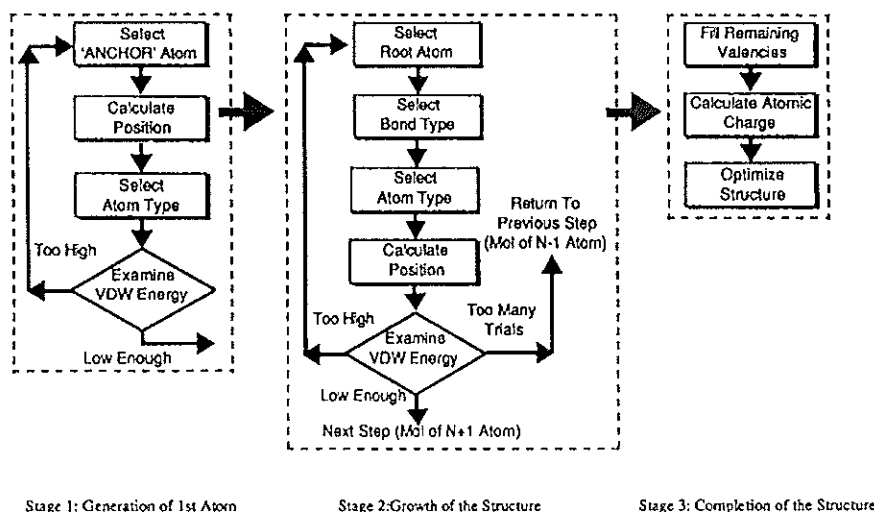 Select
'ANCHOR' Atom
Calculate
Position
Select
Atom Type
Too High
Examine
VDW Energy
Low Enough
Select
Root Atom
Select
Bond Type
Select
Atom Type
Return To
Previous Step
(Mol of N-1 Atom)
Calculate
Position
Too High
Too Many
Trials
Examine
VDW Energy
Low Enough
Next Step (Mol of N+1 Atom)
Fill Remaining
Valencies
Calculate Atomic
Charge
Optimize
Structure
Stage 1: Generation of 1st Atom
Stage 2:Growth of the Structure
Stage 3: Completion of the Structure